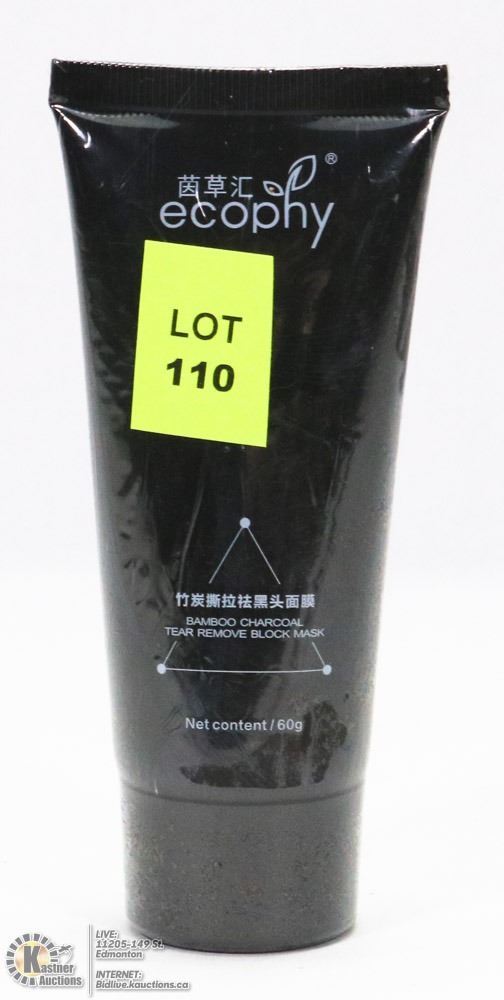 茵草汇
ecophy®
LOT
110
竹炭撕拉祛黑头面膜
BAMBOO CHARCOAL
TEAR REMOVE BLOCK MASK
Net content/60g
Kastner
Auctions
LIVE:
11205-149 St.
Edmonton
INTERNET:
Bidlive.kauctions.ca